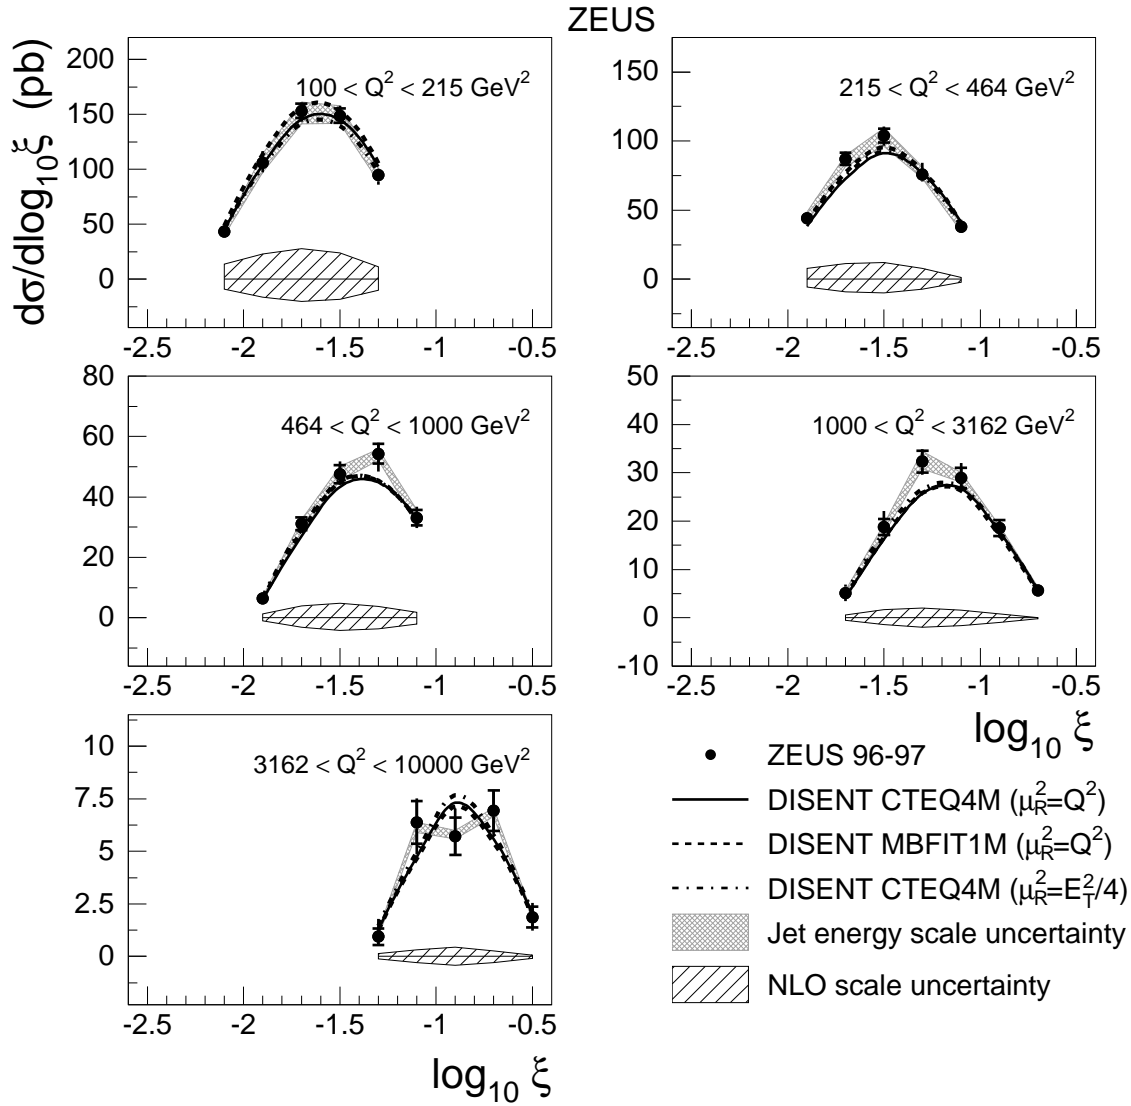 ZEUS
dσ/dlog₁₀ξ (pb)
100 < Q² < 215 GeV²
200
150
100
50
0
-2.5 -2 -1.5 -1 -0.5
215 < Q² < 464 GeV²
150
100
50
0
-2.5 -2 -1.5 -1 -0.5
464 < Q² < 1000 GeV²
80
60
40
20
0
-2.5 -2 -1.5 -1 -0.5
1000 < Q² < 3162 GeV²
50
40
30
20
10
0
-10
-2.5 -2 -1.5 -1 -0.5
log₁₀ ξ
3162 < Q² < 10000 GeV²
10
7.5
5
2.5
0
-2.5 -2 -1.5 -1 -0.5
log₁₀ ξ
ZEUS 96-97
DISENT CTEQ4M (μ_R²=Q²)
DISENT MBFIT1M (μ_R²=Q²)
DISENT CTEQ4M (μ_R²=E_T²/4)
Jet energy scale uncertainty
NLO scale uncertainty